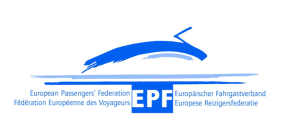 European Passengers' Federation EPF Europäischer Fahrgastverband
Fédération Européenne des Voyageurs Europese Reizigersfederatie